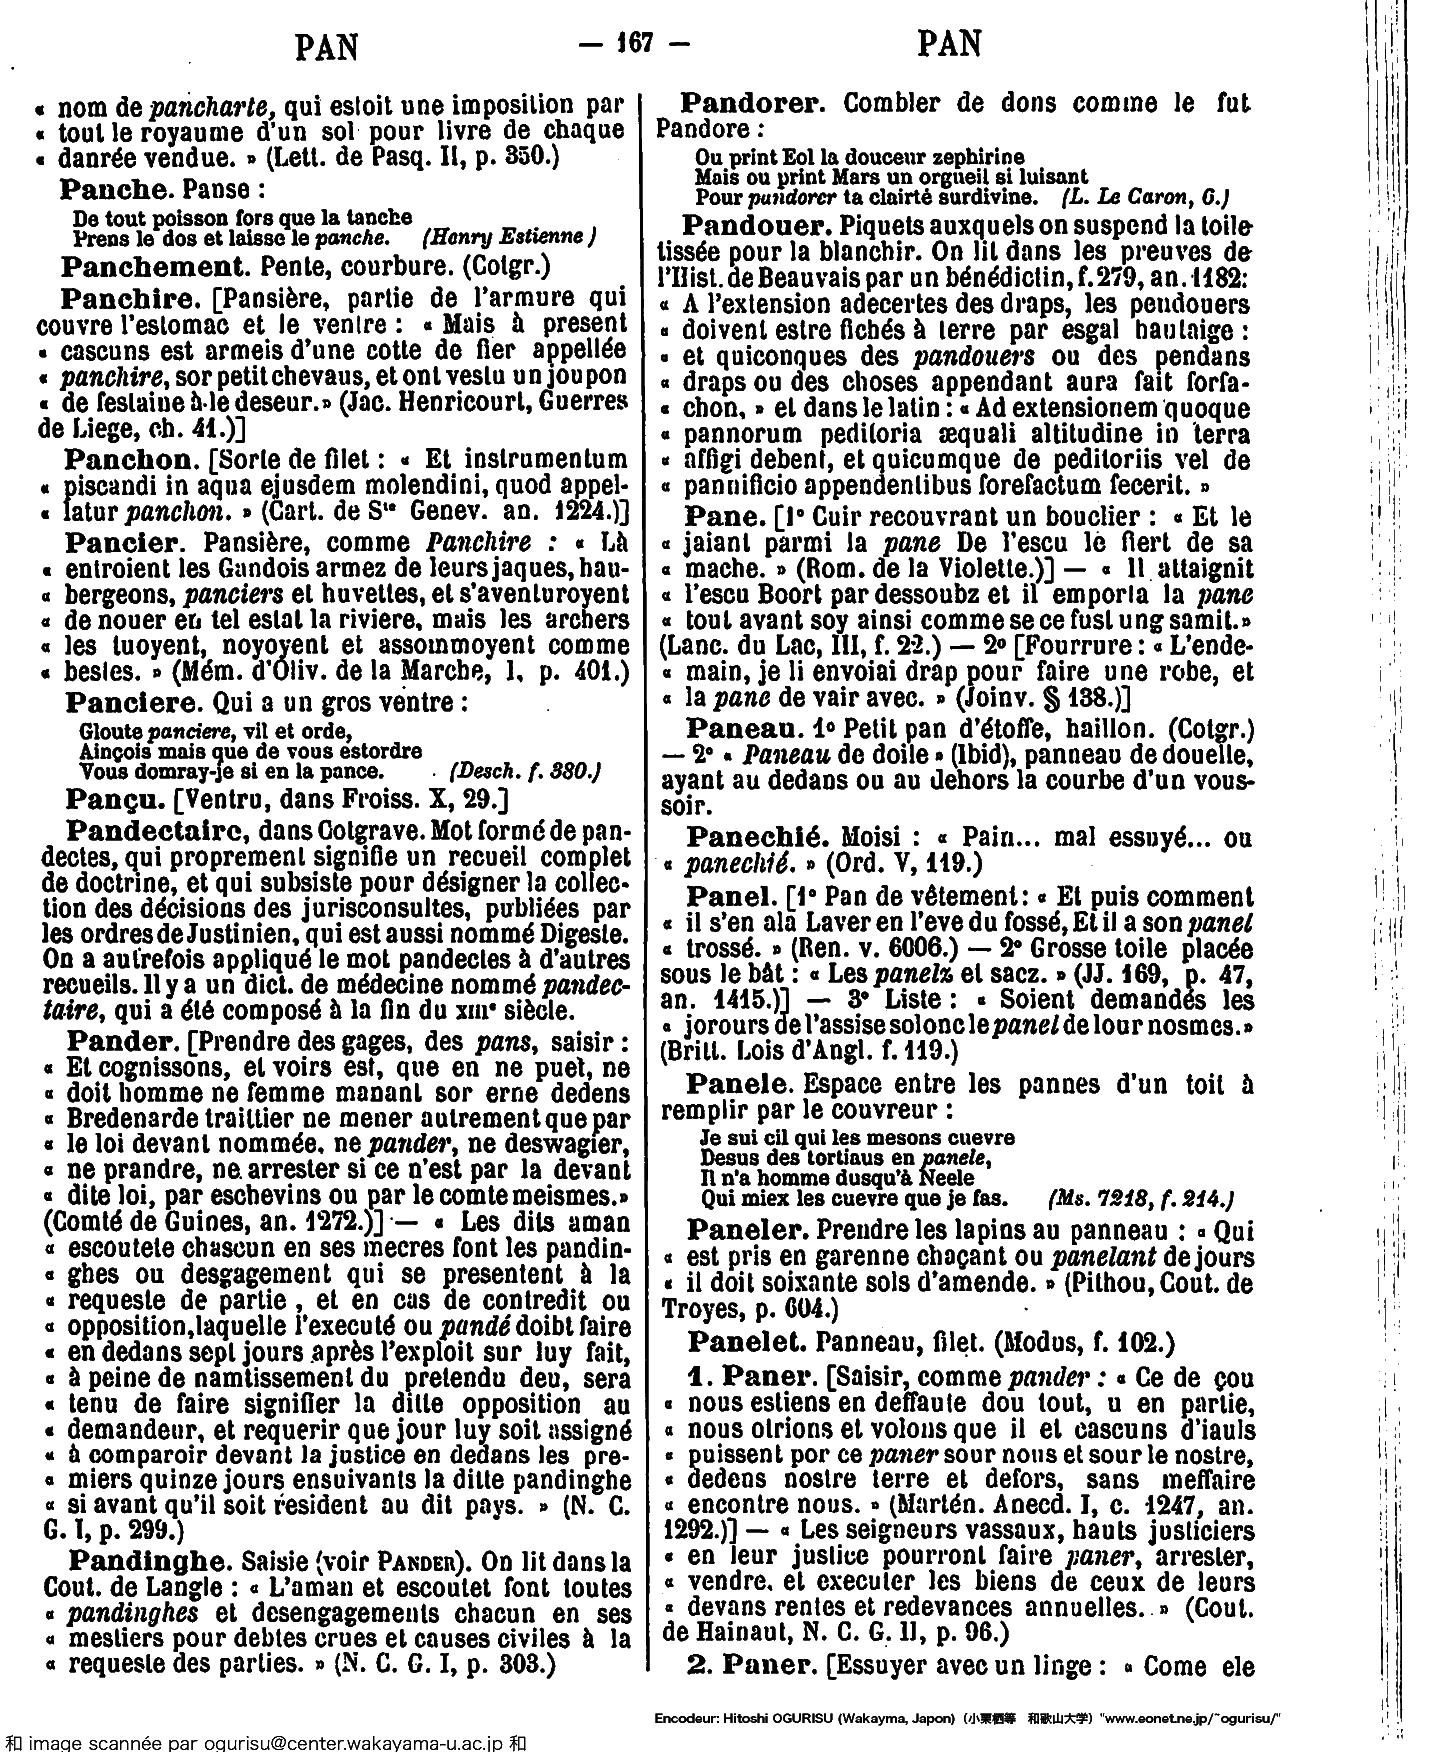 PAN
— 167 —
PAN
« nom de pancharte, qui estoit une imposition par
« tout le royaume d'un sol pour livre de chaque
« danrée vendue. » (Lett. de Pasq. II, p. 350.)
Panche. Panse :
De tout poisson fors que la tanche
Prens le dos et laisse le panche. (Henry Estienne)
Panchement. Pente, courbure. (Cotgr.)
Panchire. [Pansière, partie de l'armure qui
couvre l'estomac et le ventre : « Mais à present
« cascuns est armeis d'une cotte de fier appellée
« panchire, sor petit chevaus, et ont vestu un joupon
« de festaine à le deseur. » (Jac. Henricourt, Guerres
de Liege, ch. 41.)]
Panchon. [Sorte de filet : « Et instrumentum
« piscandi in aqua ejusdem molendini, quod appel-
« latur panchon. » (Cart. de Ste Genev. an. 1224.)]
Pancier. Pansière, comme Panchire : « Là
« entroient les Gandois armez de leurs jaques, hau-
« bergeons, panciers et huvettes, et s'aventuroyent
« de nouer en tel estat la riviere, mais les archers
« les tuoyent, noyoyent et assommoyent comme
« bestes. » (Mém. d'Oliv. de la Marche, I, p. 401.)
Panciere. Qui a un gros ventre :
Gloute panciere, vil et orde,
Ainçois mais que de vous estordre
Vous domray-je si en la pance. (Desch. f. 380.)
Pançu. [Ventru, dans Froiss. X, 29.]
Pandectaire, dans Cotgrave. Mot formé de pan-
dectes, qui proprement signifie un recueil complet
de doctrine, et qui subsiste pour désigner la collec-
tion des décisions des jurisconsultes, publiées par
les ordres de Justinien, qui est aussi nommé Digeste.
On a autrefois appliqué le mot pandectes à d'autres
recueils. Il y a un dict. de médecine nommé pandec-
taire, qui a été composé à la fin du XIIIe siècle.
Pander. [Prendre des gages, des pans, saisir :
« Et cognissons, et voirs est, que en ne puet, ne
« doit homme ne femme manant sor erne dedens
« Bredenarde traittier ne mener autrement que par
« le loi devant nommée, ne pander, ne deswagier,
« ne prandre, ne arrester si ce n'est par la devant
« dite loi, par eschevins ou par le comte meismes. »
(Comté de Guines, an. 1272.)] — « Les dits aman
« escoutete chascun en ses mecres font les pandin-
« ghes ou desgagement qui se presentent à la
« requeste de partie, et en cas de contredit ou
« opposition, laquelle l'executé ou pandé doibt faire
« en dedans sept jours après l'exploit sur luy fait,
« à peine de namtissement du pretendu deu, sera
« tenu de faire signifier la ditte opposition au
« demandeur, et requerir que jour luy soit assigné
« à comparoir devant la justice en dedans les pre-
« miers quinze jours ensuivants la ditte pandinghe
« si avant qu'il soit resident au dit pays. » (N. C.
G. I, p. 299.)
Pandinghe. Saisie (voir PANDER). On lit dans la
Cout. de Langle : « L'aman et escoutet font toutes
« pandinghes et desengagements chacun en ses
« mestiers pour debtes crues et causes civiles à la
« requeste des parties. » (N. C. G. I, p. 303.)
Pandorer. Combler de dons comme le fut
Pandore :
Ou print Eol la douceur zephirine
Mais ou print Mars un orgueil si luisant
Pour pandorer ta clairté surdivine. (L. Le Caron, 6.)
Pandouer. Piquets auxquels on suspend la toile
tissée pour la blanchir. On lit dans les preuves de
l'Hist. de Beauvais par un bénédictin, f. 279, an. 1182:
« A l'extension adecertes des draps, les peudouers
« doivent estre fichés à terre par esgal haulaige :
« et quiconques des pandouers ou des pendans
« draps ou des choses appendant aura fait forfa-
« chon, » et dans le latin : « Ad extensionem quoque
« pannorum peditoria æquali altitudine in terra
« affigi debent, et quicumque de peditoriis vel de
« pannificio appendentibus forefactum fecerit. »
Pane. [1° Cuir recouvrant un bouclier : « Et le
« jaiant parmi la pane De l'escu le fiert de sa
« mache. » (Rom. de la Violette.)] — « Il attaignit
« l'escu Boort par dessoubz et il emporta la pane
« tout avant soy ainsi comme se ce fust ung samit. »
(Lanc. du Lac, III, f. 22.) — 2° [Fourrure : « L'ende-
« main, je li envoiai drap pour faire une robe, et
« la pane de vair avec. » (Joinv. § 138.)]
Paneau. 1° Petit pan d'étoffe, haillon. (Cotgr.)
— 2° « Paneau de doile » (Ibid), panneau de douelle,
ayant au dedans ou au dehors la courbe d'un vous-
soir.
Panechié. Moisi : « Pain... mal essuyé... ou
« panechié. » (Ord. V, 119.)
Panel. [1° Pan de vêtement : « Et puis comment
« il s'en ala Laver en l'eve du fossé, Et il a son panel
« trossé. » (Ren. v. 6006.) — 2° Grosse toile placée
sous le bât : « Les panelz et sacz. » (JJ. 169, p. 47,
an. 1415.)] — 3° Liste : « Soient demandés les
« jorours de l'assise solonc le panel de lour nosmes. »
(Britt. Lois d'Angl. f. 119.)
Panele. Espace entre les pannes d'un toit à
remplir par le couvreur :
Je sui cil qui les mesons cuevre
Desus des tortiaus en panele,
Il n'a homme dusqu'à Neele
Qui miex les cuevre que je fas. (Ms. 7218, f. 214.)
Paneler. Prendre les lapins au panneau : « Qui
« est pris en garenne chaçant ou panelant de jours
« il doit soixante sols d'amende. » (Pithou, Cout. de
Troyes, p. 604.)
Panelet. Panneau, filet. (Modus, f. 102.)
1. Paner. [Saisir, comme pander : « Ce de çou
« nous estiens en deffaute dou tout, u en partie,
« nous otrions et volons que il et cascuns d'iauls
« puissent por ce paner sour nous et sour le nostre,
« dedens nostre terre et defors, sans meffaire
« encontre nous. » (Martén. Anecd. I, c. 1247, an.
1292.)] — « Les seigneurs vassaux, hauts justiciers
« en leur justice pourront faire paner, arrester,
« vendre, et executer les biens de ceux de leurs
« devans rentes et redevances annuelles. » (Cout.
de Hainaut, N. C. G. II, p. 96.)
2. Paner. [Essuyer avec un linge : « Come ele
Encodeur: Hitoshi OGURISU (Wakayma, Japon) (小栗栖等 和歌山大学) "www.eonet.ne.jp/~ogurisu/"
和 image scannée par ogurisu@center.wakayama-u.ac.jp 和